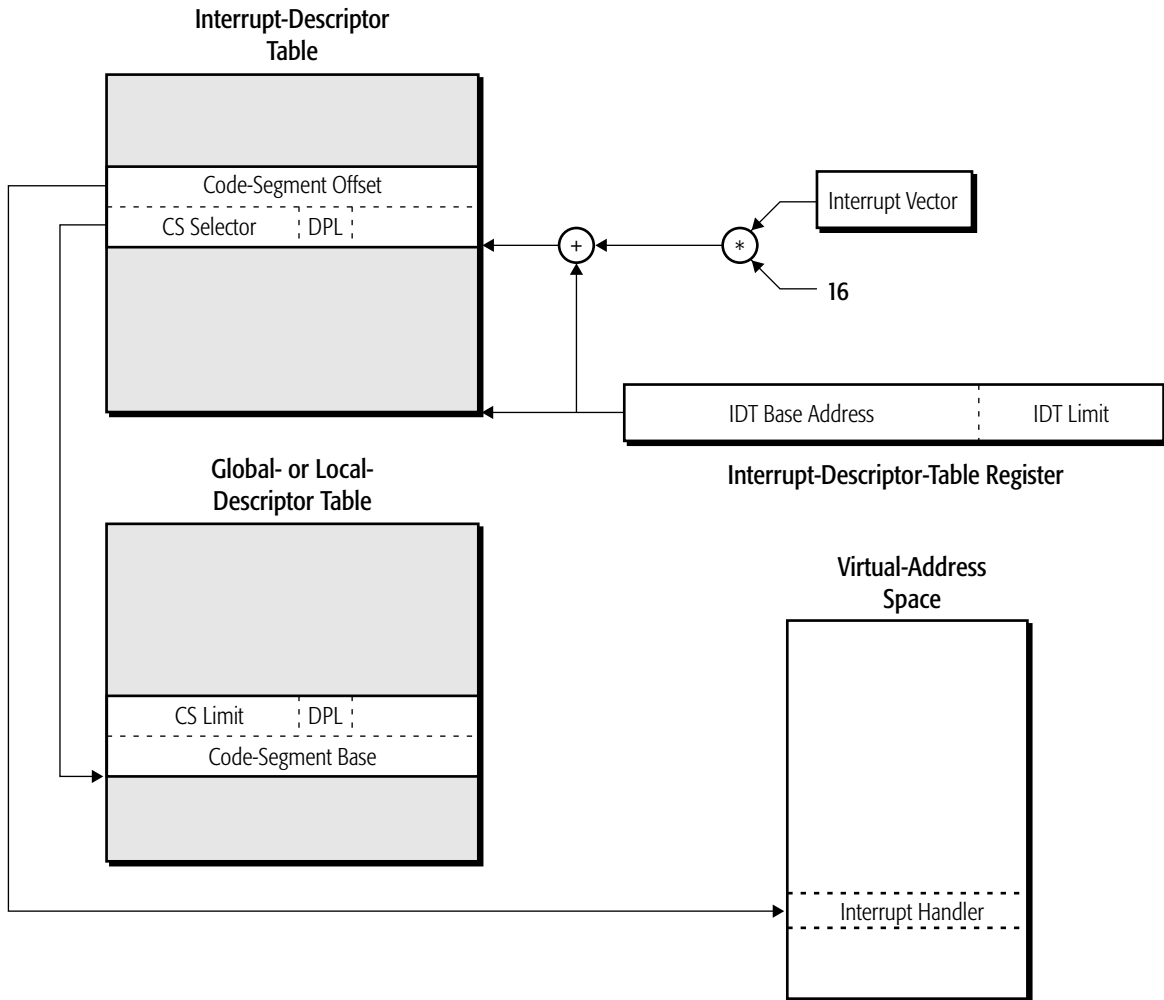 Interrupt-Descriptor
Table
Code-Segment Offset
CS Selector DPL
Interrupt Vector
+
*
16
IDT Base Address IDT Limit
Interrupt-Descriptor-Table Register
Global- or Local-
Descriptor Table
CS Limit DPL
Code-Segment Base
Virtual-Address
Space
Interrupt Handler